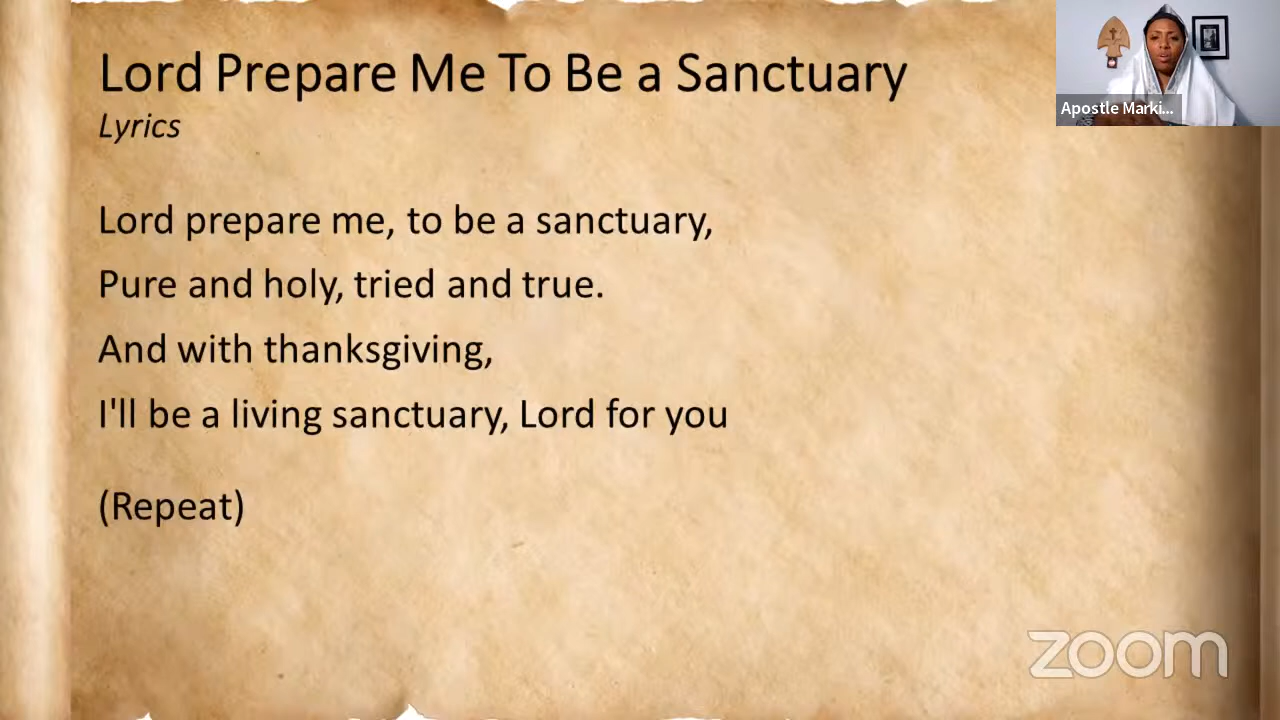 Lord Prepare Me To Be a Sanctuary
Lyrics
Lord prepare me, to be a sanctuary,
Pure and holy, tried and true.
And with thanksgiving,
I'll be a living sanctuary, Lord for you
(Repeat)
Apostle Marki...
zoom